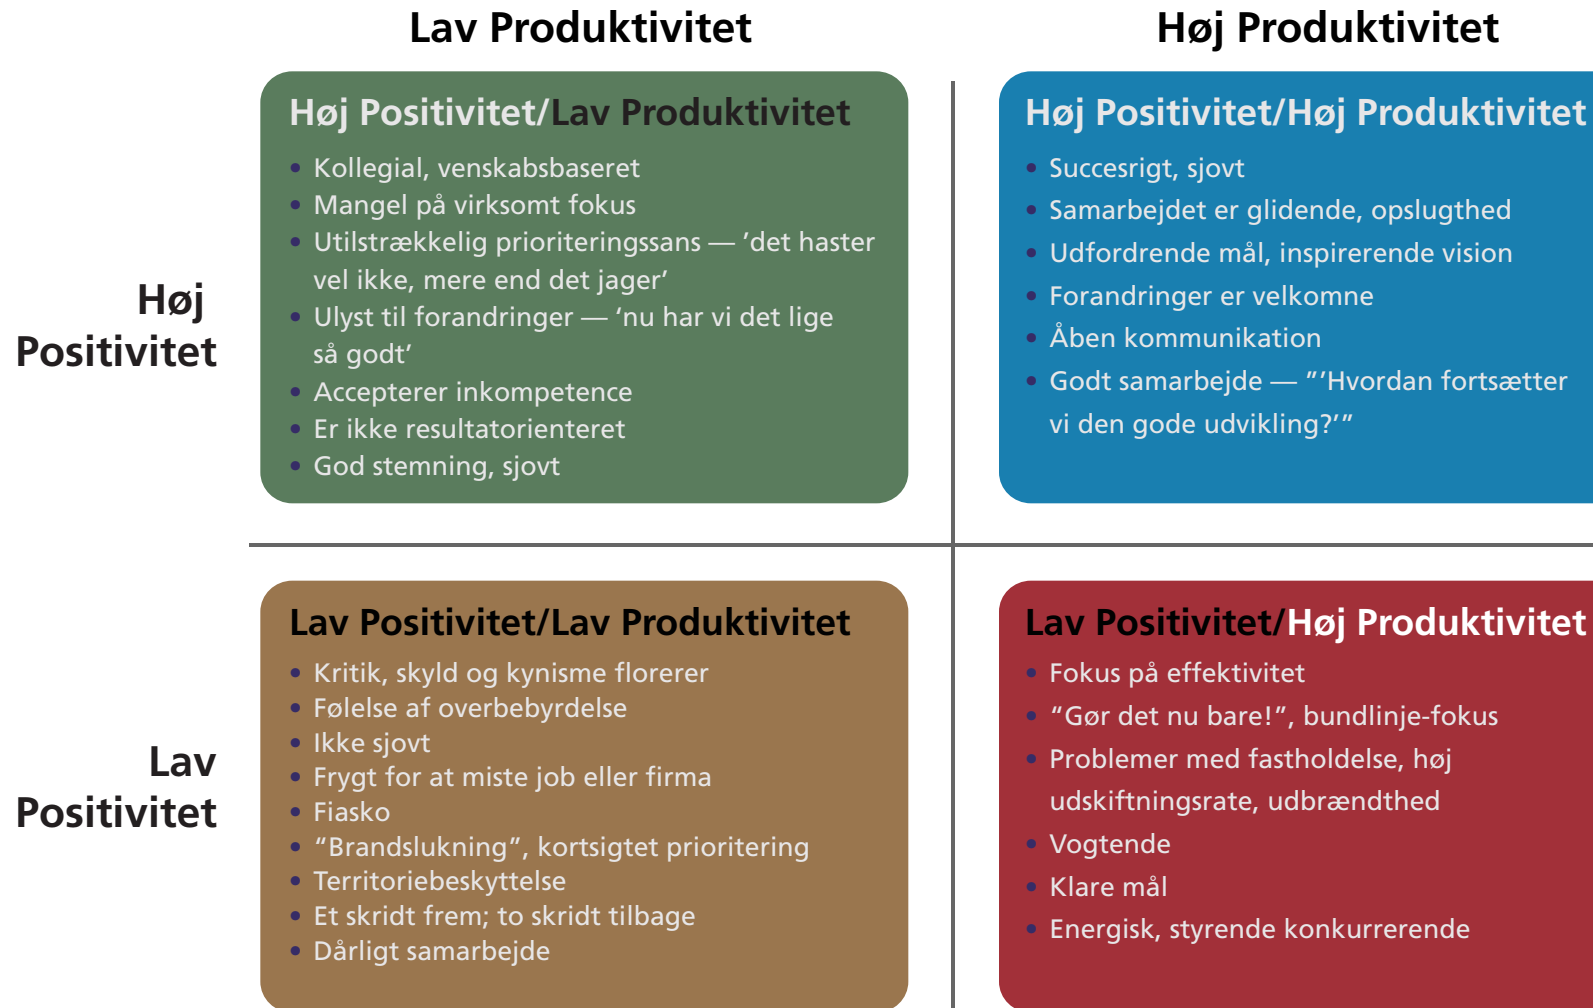 Lav Produktivitet
Høj Produktivitet
Høj
Positivitet
Høj Positivitet/Lav Produktivitet
• Kollegial, venskabsbaseret
• Mangel på virksomt fokus
• Utilstrækkelig prioriteringssans — ’det haster
vel ikke, mere end det jager’
• Ulyst til forandringer — ‘nu har vi det lige
så godt’
• Accepterer inkompetence
• Er ikke resultatorienteret
• God stemning, sjovt
Høj Positivitet/Høj Produktivitet
• Succesrigt, sjovt
• Samarbejdet er glidende, opslugthed
• Udfordrende mål, inspirerende vision
• Forandringer er velkomne
• Åben kommunikation
• Godt samarbejde — ”’Hvordan fortsætter
vi den gode udvikling?’”
Lav
Positivitet
Lav Positivitet/Lav Produktivitet
• Kritik, skyld og kynisme florerer
• Følelse af overbebyrdelse
• Ikke sjovt
• Frygt for at miste job eller firma
• Fiasko
• “Brandslukning”, kortsigtet prioritering
• Territoriebeskyttelse
• Et skridt frem; to skridt tilbage
• Dårligt samarbejde
Lav Positivitet/Høj Produktivitet
• Fokus på effektivitet
• “Gør det nu bare!”, bundlinje-fokus
• Problemer med fastholdelse, høj
udskiftningsrate, udbrændthed
• Vogtende
• Klare mål
• Energisk, styrende konkurrerende